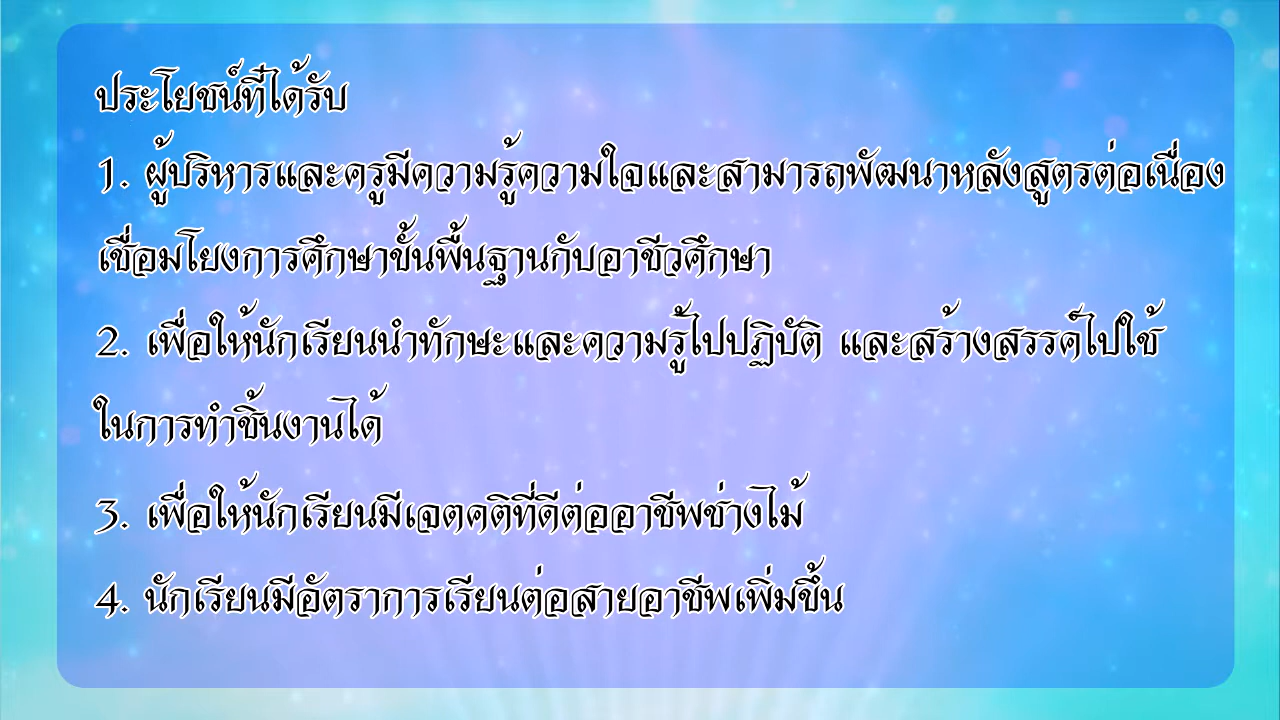 ประโยชน์ที่ได้รับ
1. ผู้บริหารและครูมีความรู้ความใจและสามารถพัฒนาหลังสูตรต่อเนื่อง
เชื่อมโยงการศึกษาขั้นพื้นฐานกับอาชีวศึกษา
2. เพื่อให้นักเรียนนำทักษะและความรู้ไปปฏิบัติ และสร้างสรรค์ไปใช้
ในการทำชิ้นงานได้
3. เพื่อให้นักเรียนมีเจตคติที่ดีต่ออาชีพช่างไม้
4. นักเรียนมีอัตราการเรียนต่อสายอาชีพเพิ่มขึ้น